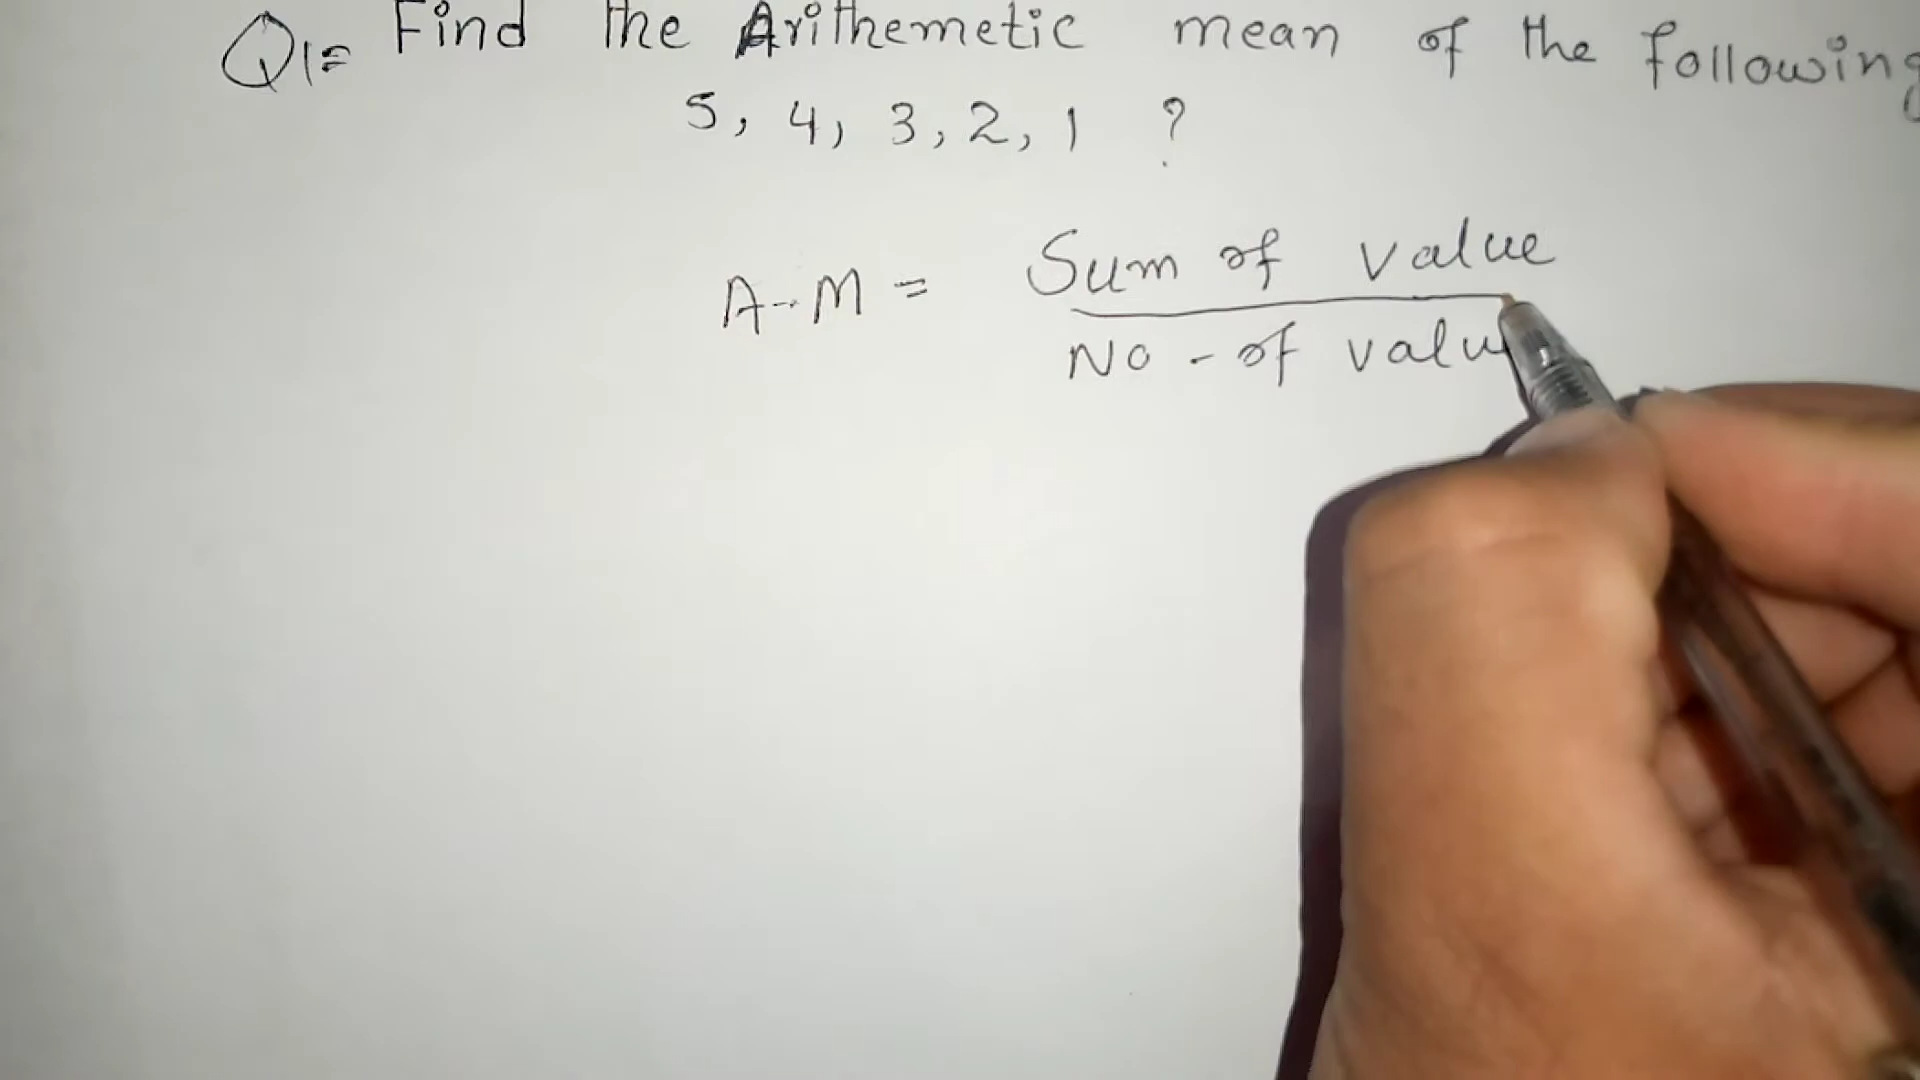 Q1= Find the Arithemetic mean of the following
5, 4, 3, 2, 1 ?
A-M = Sum of value
No - of valu